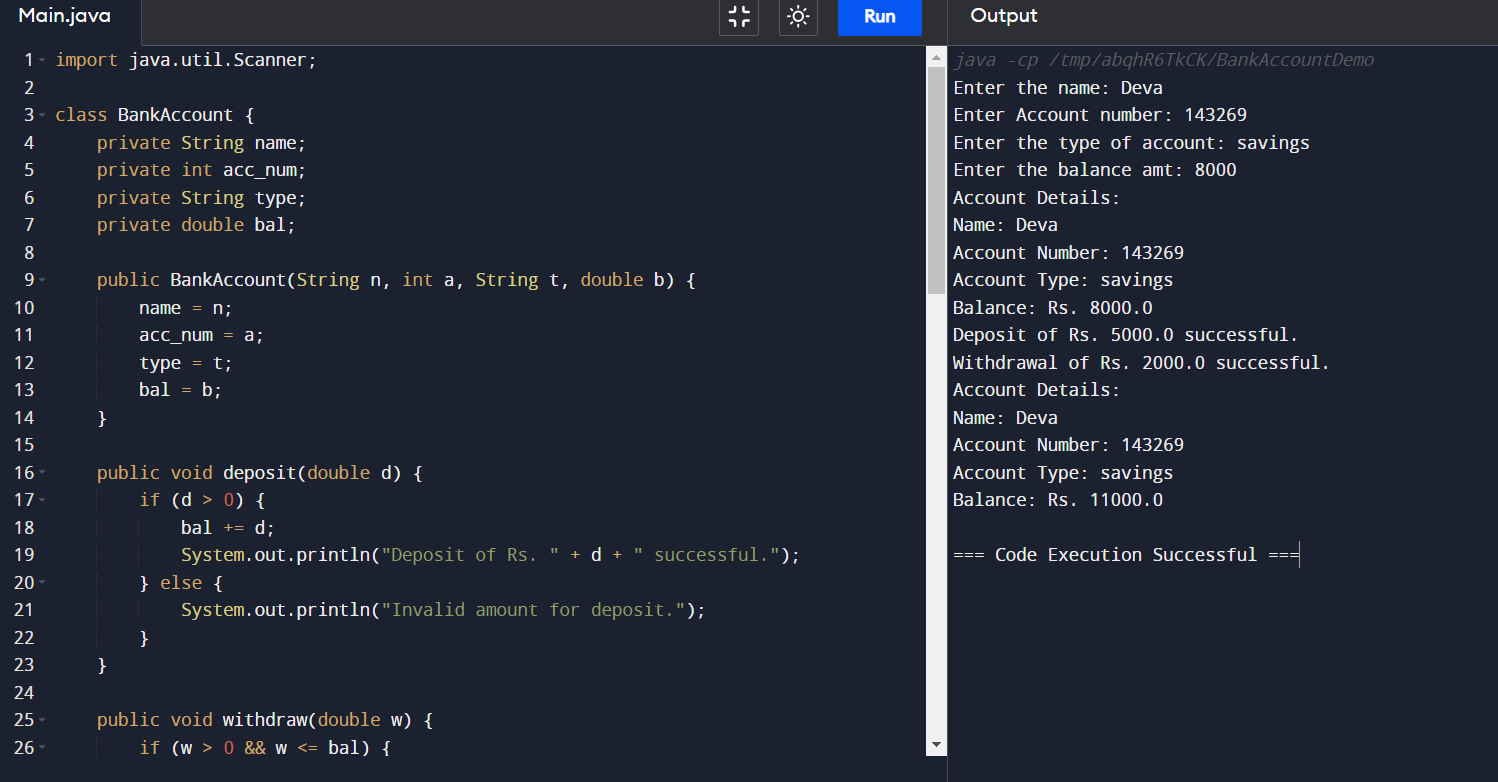 Main.java
Run
Output
1 import java.util.Scanner;
2
3 class BankAccount {
4     private String name;
5     private int acc_num;
6     private String type;
7     private double bal;
8
9     public BankAccount(String n, int a, String t, double b) {
10         name = n;
11         acc_num = a;
12         type = t;
13         bal = b;
14     }
15
16     public void deposit(double d) {
17         if (d > 0) {
18             bal += d;
19             System.out.println("Deposit of Rs. " + d + " successful.");
20         } else {
21             System.out.println("Invalid amount for deposit.");
22         }
23     }
24
25     public void withdraw(double w) {
26         if (w > 0 && w <= bal) {
java -cp /tmp/abqhR6TkCK/BankAccountDemo
Enter the name: Deva
Enter Account number: 143269
Enter the type of account: savings
Enter the balance amt: 8000
Account Details:
Name: Deva
Account Number: 143269
Account Type: savings
Balance: Rs. 8000.0
Deposit of Rs. 5000.0 successful.
Withdrawal of Rs. 2000.0 successful.
Account Details:
Name: Deva
Account Number: 143269
Account Type: savings
Balance: Rs. 11000.0

=== Code Execution Successful ===